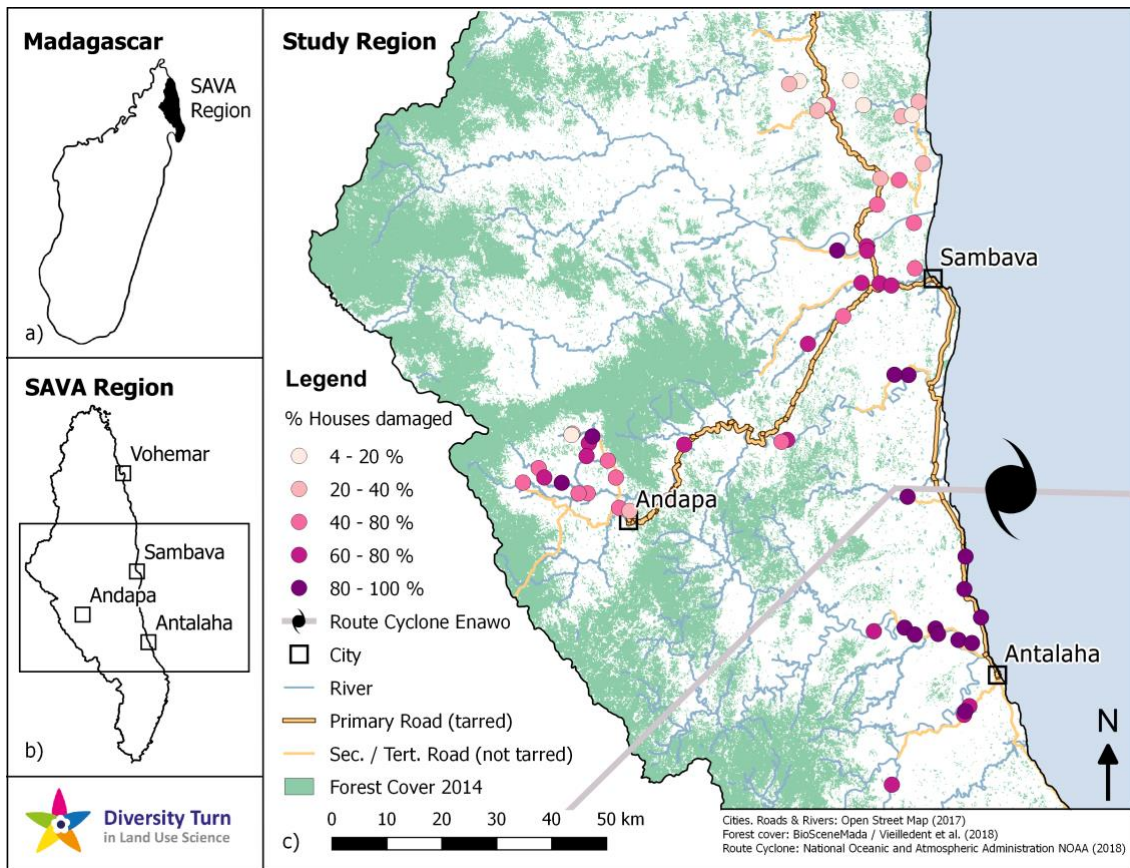 Madagascar
SAVA
Region
a)
SAVA Region
Vohemar
Sambava
Andapa
Antalaha
b)
Diversity Turn
in Land Use Science
Study Region
Sambava
Andapa
Antalaha
N
Legend
% Houses damaged
4 - 20 %
20 - 40 %
40 - 80 %
60 - 80 %
80 - 100 %
Route Cyclone Enawo
City
River
Primary Road (tarred)
Sec. / Tert. Road (not tarred)
Forest Cover 2014
0 10 20 30 40 50 km
c)
Cities. Roads & Rivers: Open Street Map (2017)
Forest cover: BioSceneMada / Vieilledent et al. (2018)
Route Cyclone: National Oceanic and Atmospheric Administration NOAA (2018)